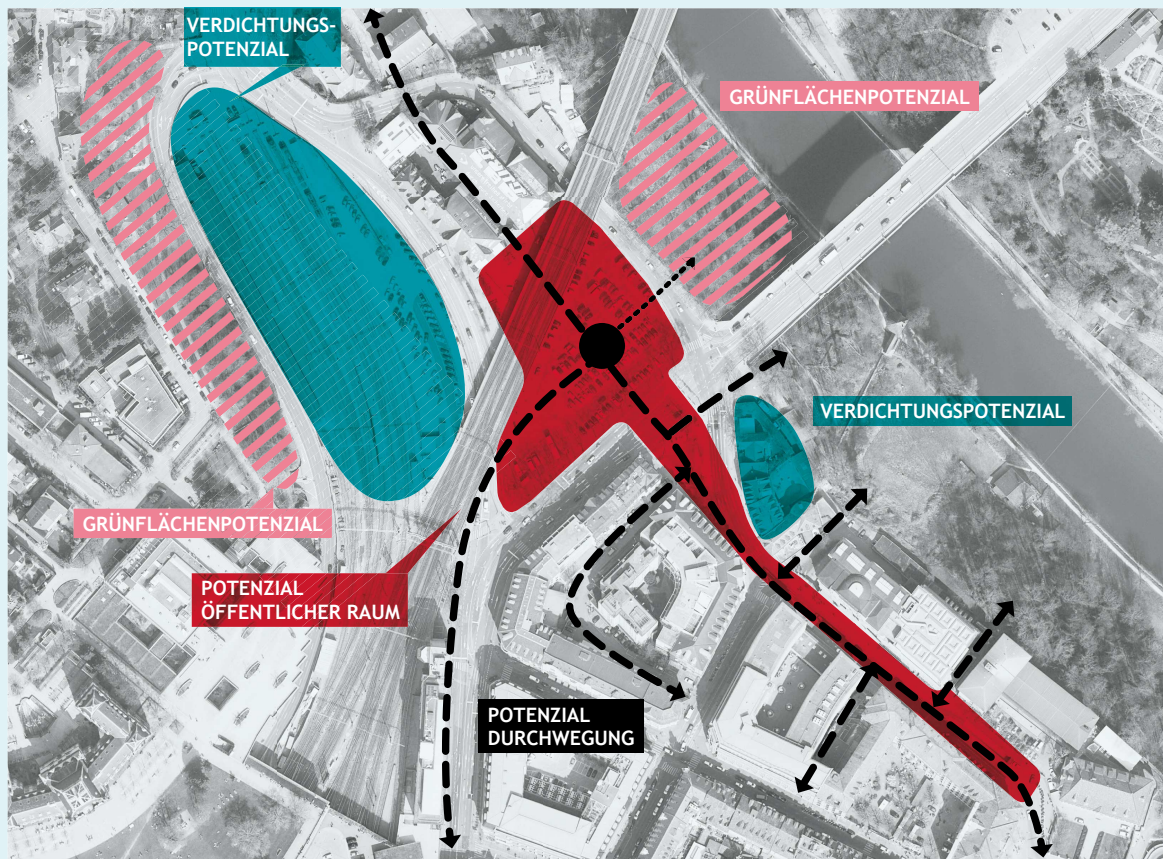 VERDICHTUNGS-
POTENZIAL
GRÜNFLÄCHENPOTENZIAL
VERDICHTUNGSPOTENZIAL
GRÜNFLÄCHENPOTENZIAL
POTENZIAL
ÖFFENTLICHER RAUM
POTENZIAL
DURCHWEGUNG